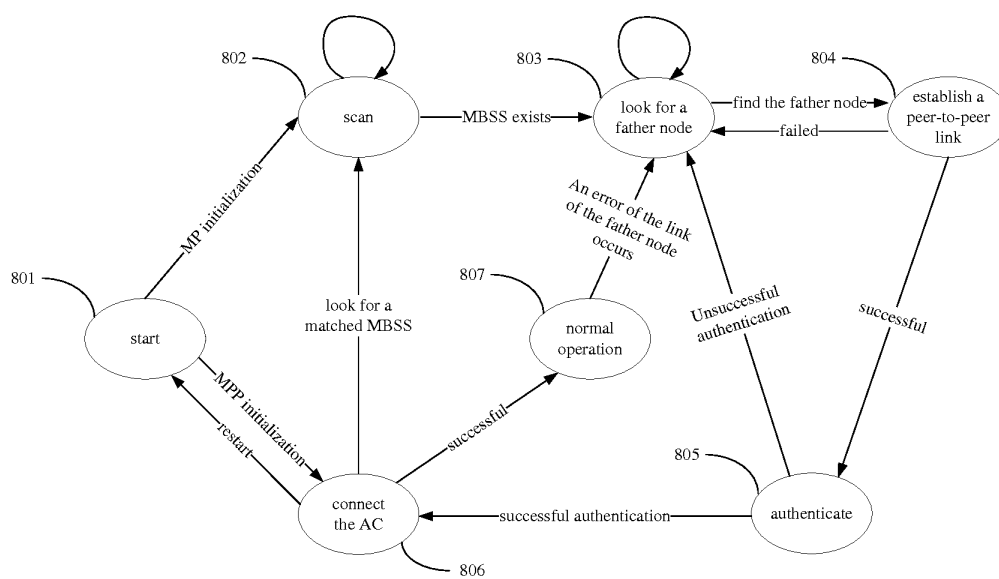 802
803
804
scan
MBSS exists
look for a
father node
find the father node
failed
establish a
peer-to-peer
link
MP initialization
An error of the link
of the father node
occurs
801
807
look for a
matched MBSS
Unsuccessful
authentication
successful
start
normal
operation
MPP initialization
restart
successful
805
connect
the AC
successful authentication
authenticate
806